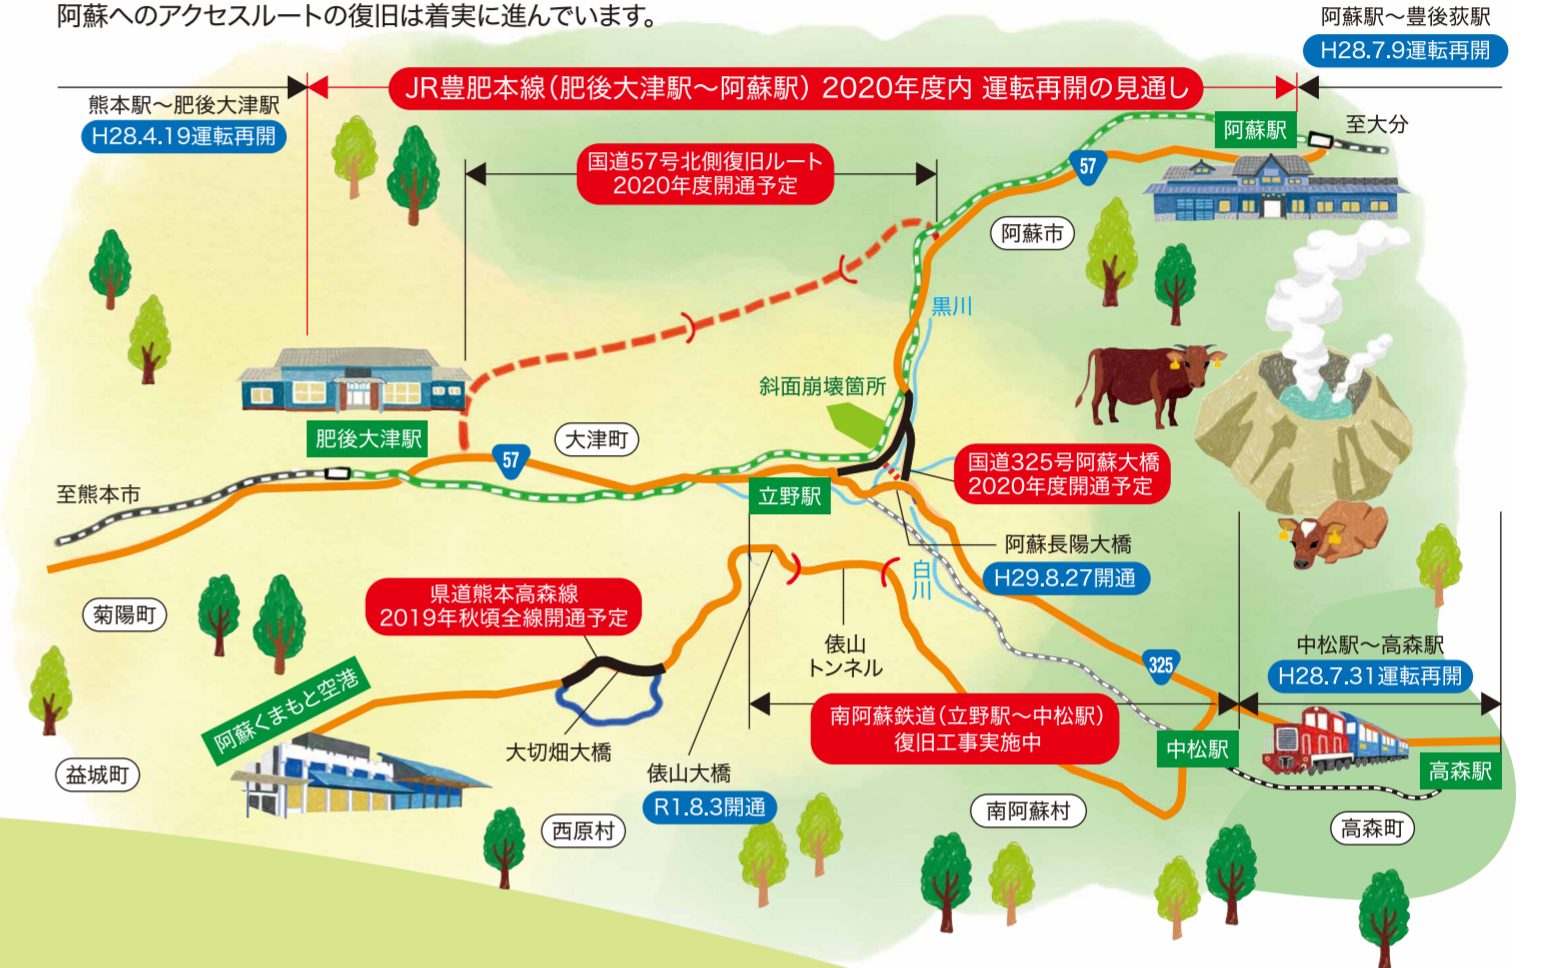 阿蘇へのアクセスルートの復旧は着実に進んでいます。
阿蘇駅〜豊後荻駅
H28.7.9運転再開
JR豊肥本線（肥後大津駅〜阿蘇駅） 2020年度内 運転再開の見通し
熊本駅〜肥後大津駅
H28.4.19運転再開
阿蘇駅
至大分
国道57号北側復旧ルート
2020年度開通予定
57
阿蘇市
黒川
斜面崩壊箇所
肥後大津駅
大津町
57
国道325号阿蘇大橋
2020年度開通予定
至熊本市
立野駅
阿蘇長陽大橋
H29.8.27開通
白川
県道熊本高森線
2019年秋頃全線開通予定
菊陽町
俵山
トンネル
325
中松駅〜高森駅
H28.7.31運転再開
阿蘇くまもと空港
南阿蘇鉄道（立野駅〜中松駅）
復旧工事実施中
大切畑大橋
俵山大橋
R1.8.3開通
中松駅
高森駅
益城町
西原村
南阿蘇村
高森町